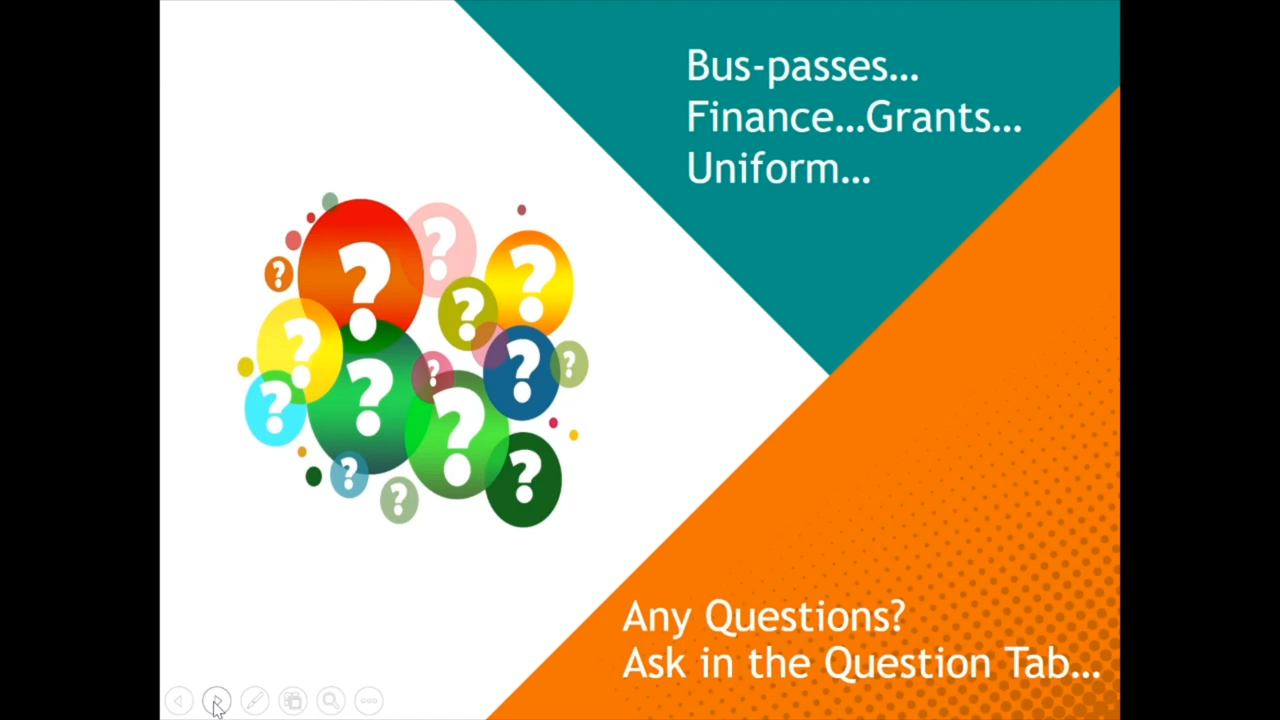 Bus-passes...
Finance...Grants...
Uniform...
? ? ? ? ? ? ? ? ? ? ? ? ? ? ?
Any Questions?
Ask in the Question Tab...